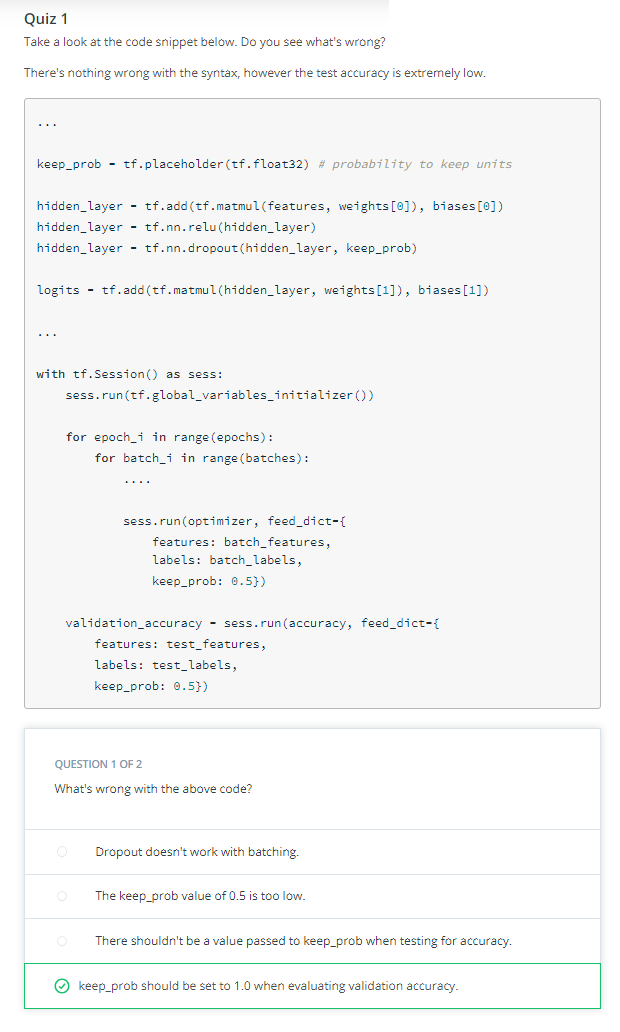 Quiz 1
Take a look at the code snippet below. Do you see what's wrong?
There's nothing wrong with the syntax, however the test accuracy is extremely low.
...
keep_prob = tf.placeholder(tf.float32) # probability to keep units
hidden_layer = tf.add(tf.matmul(features, weights[0]), biases[0])
hidden_layer = tf.nn.relu(hidden_layer)
hidden_layer = tf.nn.dropout(hidden_layer, keep_prob)
logits = tf.add(tf.matmul(hidden_layer, weights[1]), biases[1])
...
with tf.Session() as sess:
    sess.run(tf.global_variables_initializer())
    for epoch_i in range(epochs):
        for batch_i in range(batches):
            ....
            sess.run(optimizer, feed_dict={
                features: batch_features,
                labels: batch_labels,
                keep_prob: 0.5})
    validation_accuracy = sess.run(accuracy, feed_dict={
        features: test_features,
        labels: test_labels,
        keep_prob: 0.5})
QUESTION 1 OF 2
What's wrong with the above code?
Dropout doesn't work with batching.
The keep_prob value of 0.5 is too low.
There shouldn't be a value passed to keep_prob when testing for accuracy.
keep_prob should be set to 1.0 when evaluating validation accuracy.